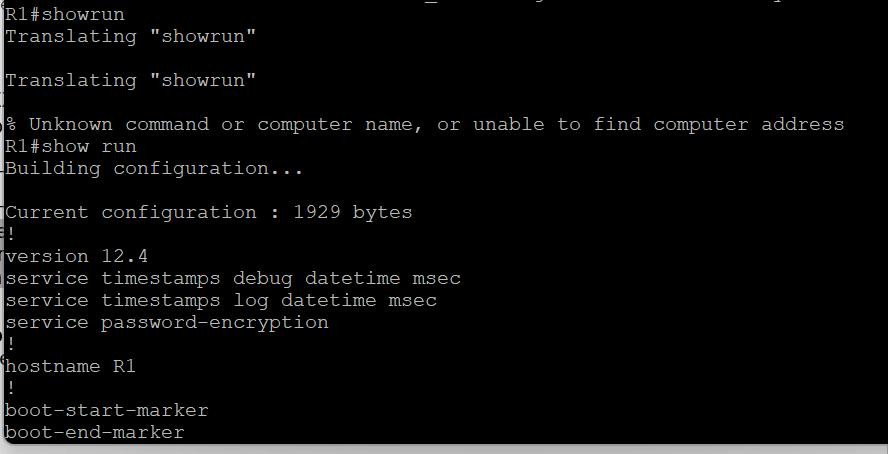 R1#showrun
Translating "showrun"
Translating "showrun"
% Unknown command or computer name, or unable to find computer address
R1#show run
Building configuration...
Current configuration : 1929 bytes
!
version 12.4
service timestamps debug datetime msec
service timestamps log datetime msec
service password-encryption
!
hostname R1
!
boot-start-marker
boot-end-marker